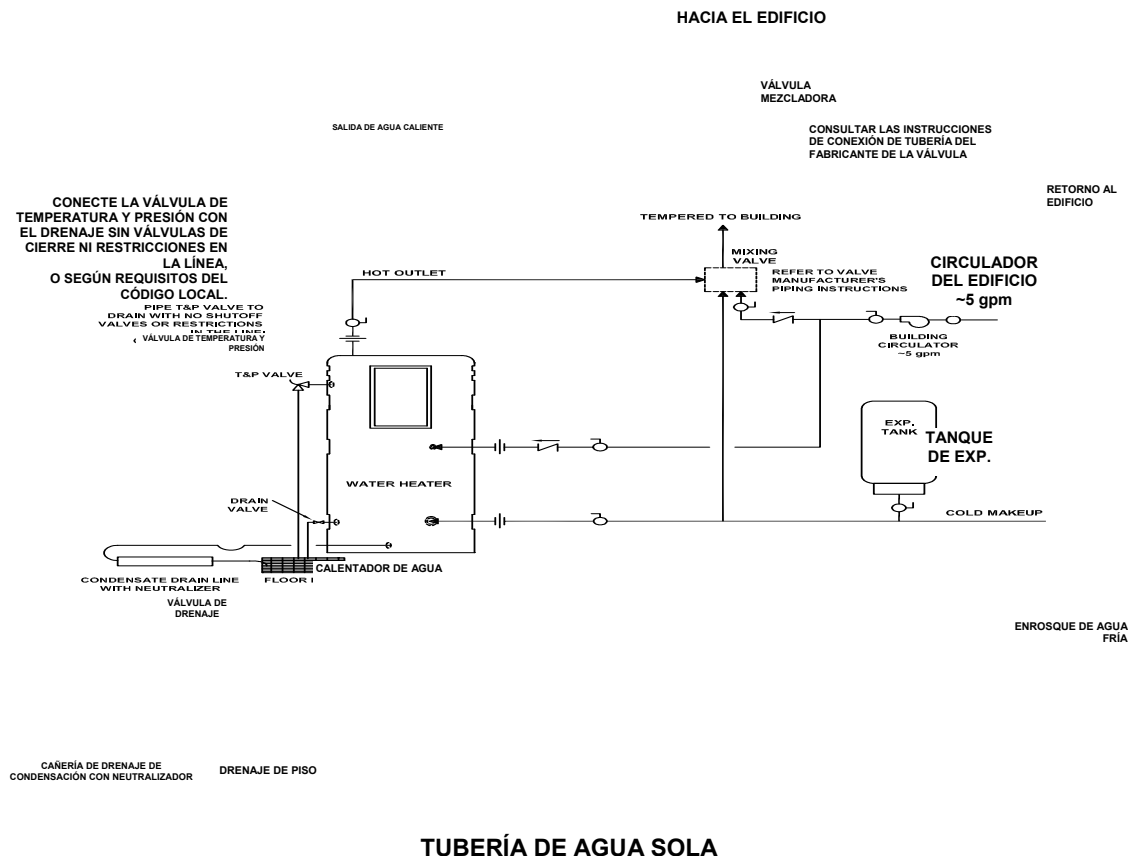 HACIA EL EDIFICIO
VÁLVULA
MEZCLADORA
SALIDA DE AGUA CALIENTE
CONSULTAR LAS INSTRUCCIONES
DE CONEXIÓN DE TUBERÍA DEL
FABRICANTE DE LA VÁLVULA
RETORNO AL
EDIFICIO
CONECTE LA VÁLVULA DE
TEMPERATURA Y PRESIÓN CON
EL DRENAJE SIN VÁLVULAS DE
CIERRE NI RESTRICCIONES EN
LA LÍNEA,
O SEGÚN REQUISITOS DEL
CÓDIGO LOCAL.
PIPE T&P VALVE TO
DRAIN WITH NO SHUTOFF
VALVES OR RESTRICTIONS
IN THE LINE
VÁLVULA DE TEMPERATURA Y
PRESIÓN
TEMPERED TO BUILDING
MIXING
VALVE
HOT OUTLET
REFER TO VALVE
MANUFACTURER'S
PIPING INSTRUCTIONS
CIRCULADOR
DEL EDIFICIO
~5 gpm
BUILDING
CIRCULATOR
~5 gpm
T&P VALVE
EXP.
TANK
TANQUE
DE EXP.
WATER HEATER
DRAIN
VALVE
COLD MAKEUP
CALENTADOR DE AGUA
CONDENSATE DRAIN LINE
WITH NEUTRALIZER
FLOOR
VÁLVULA DE
DRENAJE
ENROSQUE DE AGUA
FRÍA
CAÑERÍA DE DRENAJE DE
CONDENSACIÓN CON NEUTRALIZADOR
DRENAJE DE PISO
TUBERÍA DE AGUA SOLA